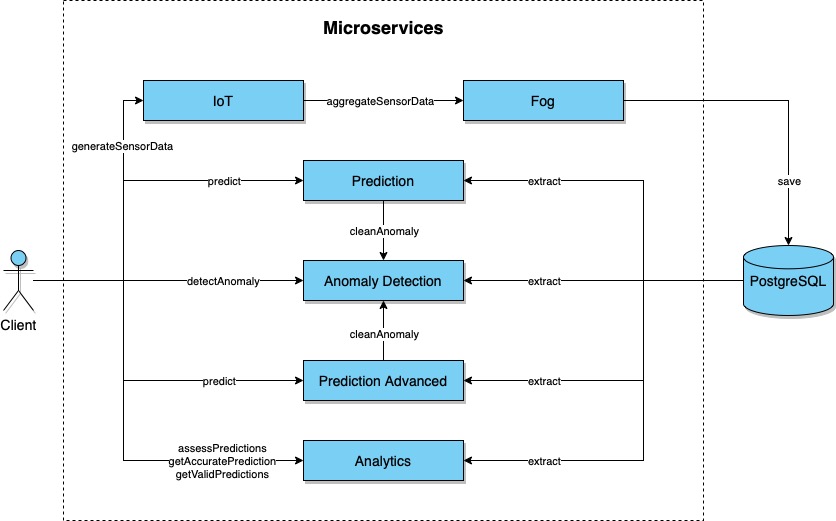 Microservices
IoT
aggregateSensorData
Fog
generateSensorData
predict
Prediction
extract
save
cleanAnomaly
Client
detectAnomaly
Anomaly Detection
extract
PostgreSQL
cleanAnomaly
predict
Prediction Advanced
extract
assessPredictions
getAccuratePrediction
getValidPredictions
Analytics
extract